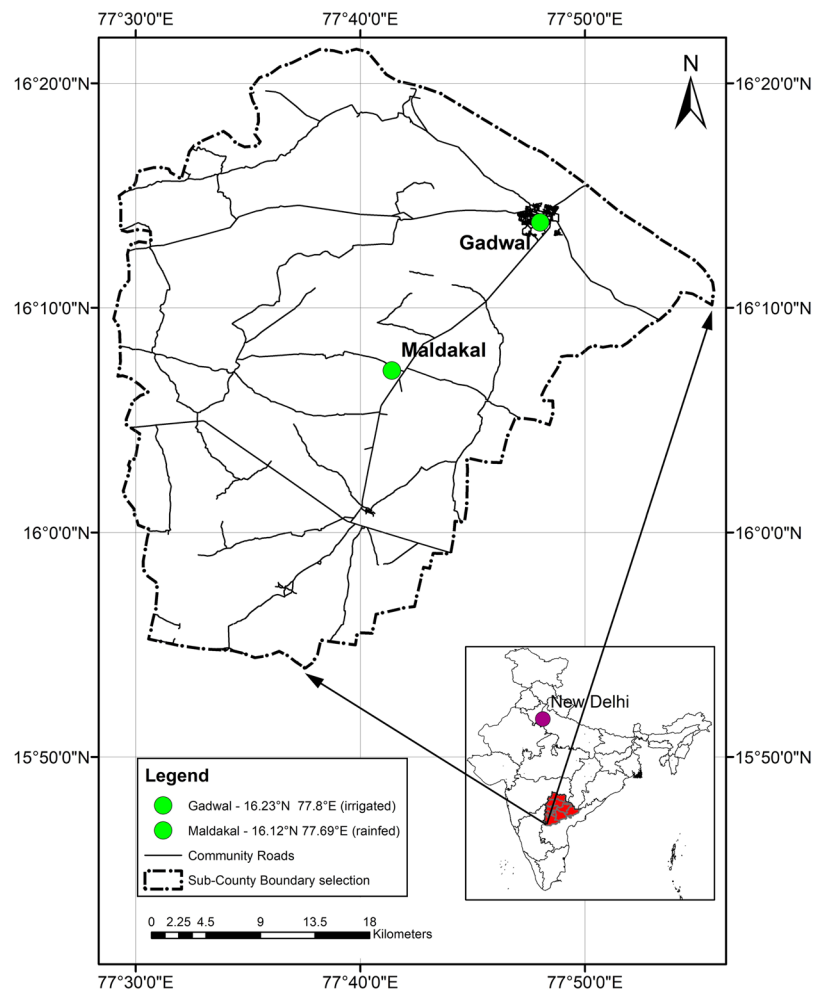 77°30'0"E 77°40'0"E 77°50'0"E
N
16°20'0"N 16°20'0"N
Gadwal
16°10'0"N 16°10'0"N
Maldakal
16°0'0"N 16°0'0"N
New Delhi
15°50'0"N 15°50'0"N
Legend
Gadwal - 16.23°N 77.8°E (irrigated)
Maldakal - 16.12°N 77.69°E (rainfed)
Community Roads
Sub-County Boundary selection
0 2.25 4.5 9 13.5 18
Kilometers
77°30'0"E 77°40'0"E 77°50'0"E